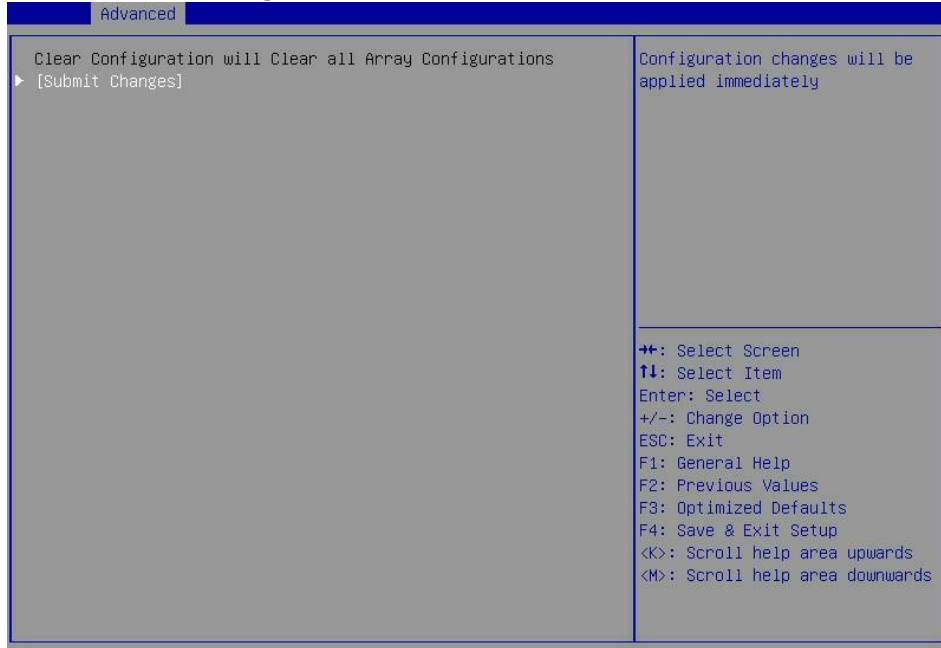 Advanced
Clear Configuration will Clear all Array Configurations
[Submit Changes]
Configuration changes will be
applied immediately
→←: Select Screen
↑↓: Select Item
Enter: Select
+/-: Change Option
ESC: Exit
F1: General Help
F2: Previous Values
F3: Optimized Defaults
F4: Save & Exit Setup
<K>: Scroll help area upwards
<M>: Scroll help area downwards